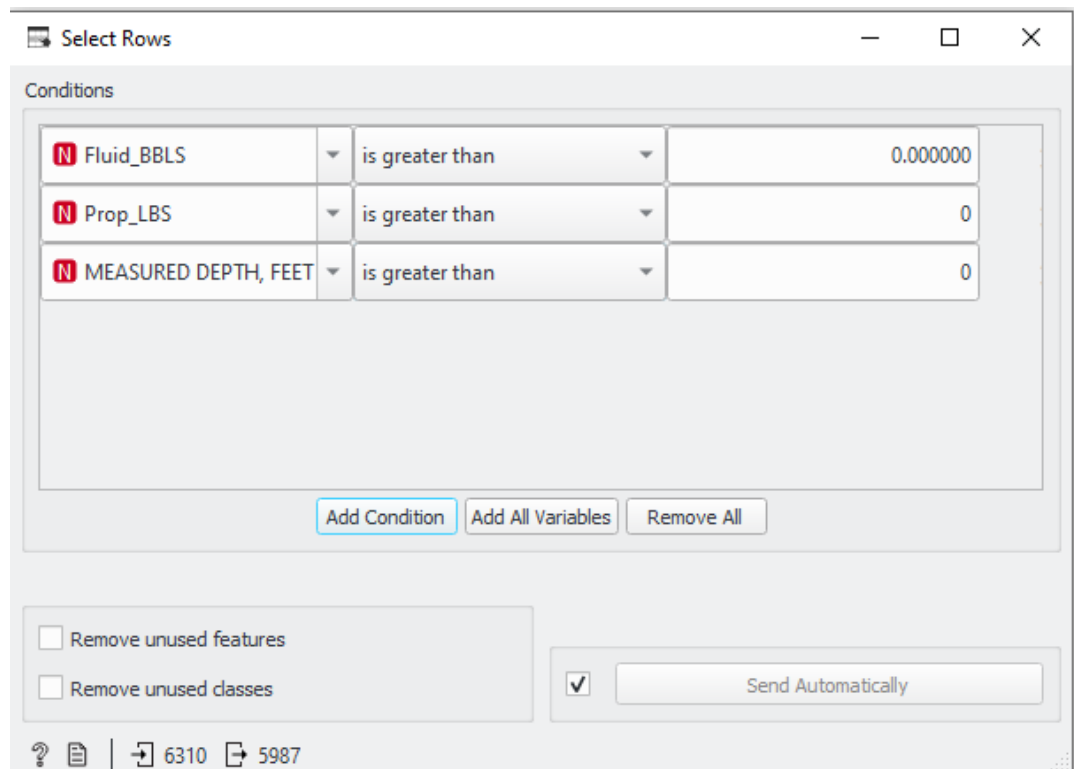 Select Rows
Conditions
N Fluid_BBLS is greater than 0.000000
N Prop_LBS is greater than 0
N MEASURED DEPTH, FEET is greater than 0
Add Condition Add All Variables Remove All
Remove unused features
Remove unused classes
Send Automatically
? 6310 5987